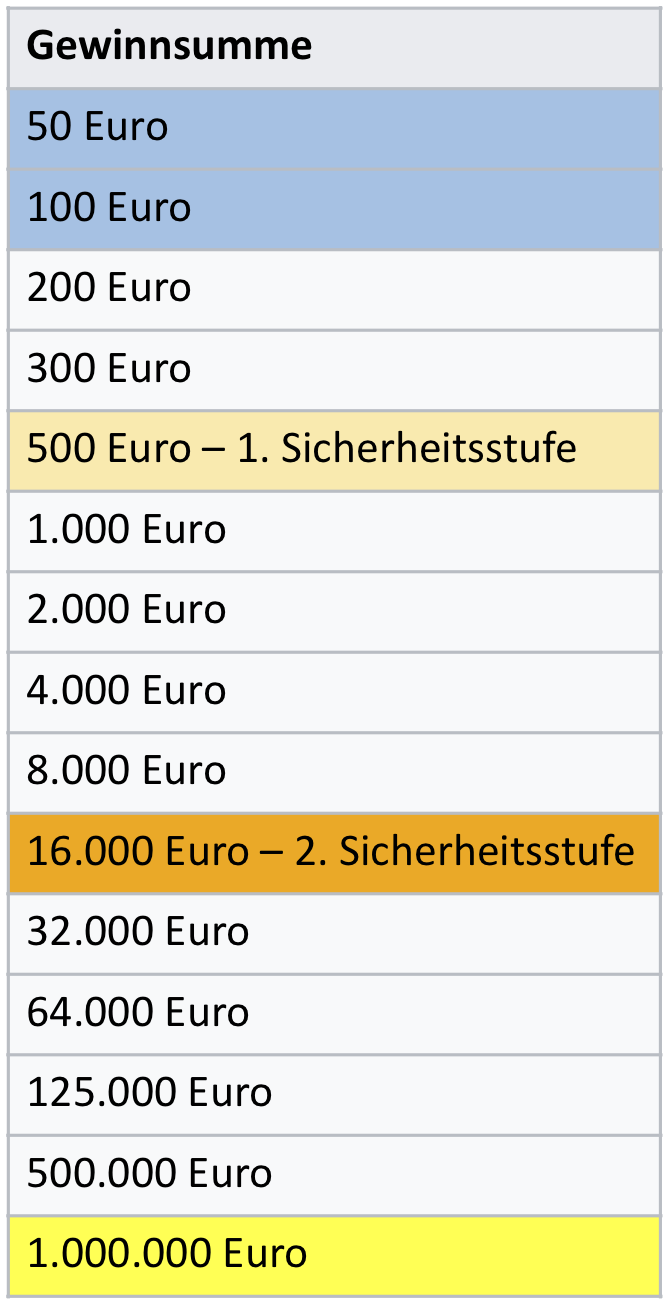 Gewinnsumme
50 Euro
100 Euro
200 Euro
300 Euro
500 Euro – 1. Sicherheitsstufe
1.000 Euro
2.000 Euro
4.000 Euro
8.000 Euro
16.000 Euro – 2. Sicherheitsstufe
32.000 Euro
64.000 Euro
125.000 Euro
500.000 Euro
1.000.000 Euro